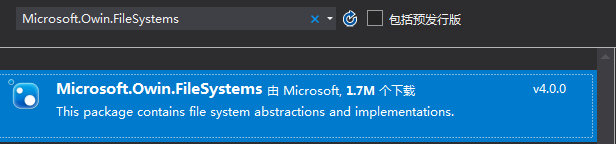 Microsoft.Owin.FileSystems
包括预发行版
Microsoft.Owin.FileSystems 由 Microsoft, 1.7M 个下载 v4.0.0
This package contains file system abstractions and implementations.